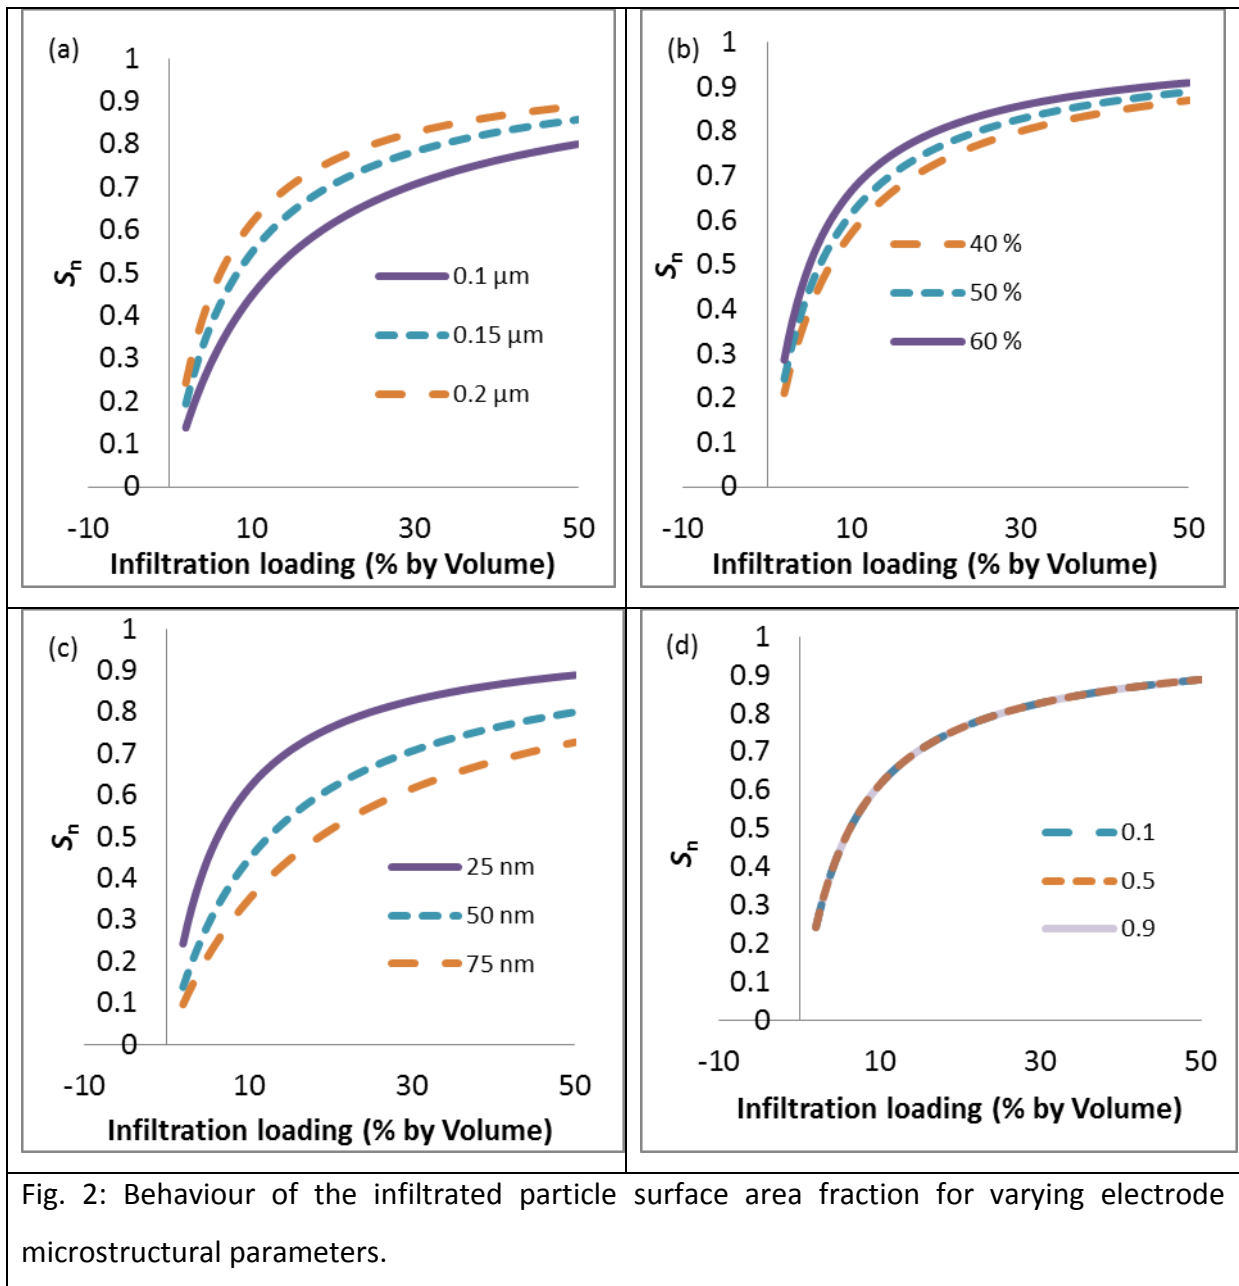 (a)
1
0.9
0.8
0.7
0.6
0.5
0.4
0.3
0.2
0.1
0
Sn
0.1 µm
0.15 µm
0.2 µm
-10 10 30 50
Infiltration loading (% by Volume)
(b)
1
0.9
0.8
0.7
0.6
0.5
0.4
0.3
0.2
0.1
0
Sn
40 %
50 %
60 %
-10 10 30 50
Infiltration loading (% by Volume)
(c)
1
0.9
0.8
0.7
0.6
0.5
0.4
0.3
0.2
0.1
0
Sn
25 nm
50 nm
75 nm
-10 10 30 50
Infiltration loading (% by Volume)
(d)
1
0.9
0.8
0.7
0.6
0.5
0.4
0.3
0.2
0.1
0
Sn
0.1
0.5
0.9
-10 10 30 50
Infiltration loading (% by Volume)
Fig. 2: Behaviour of the infiltrated particle surface area fraction for varying electrode
microstructural parameters.